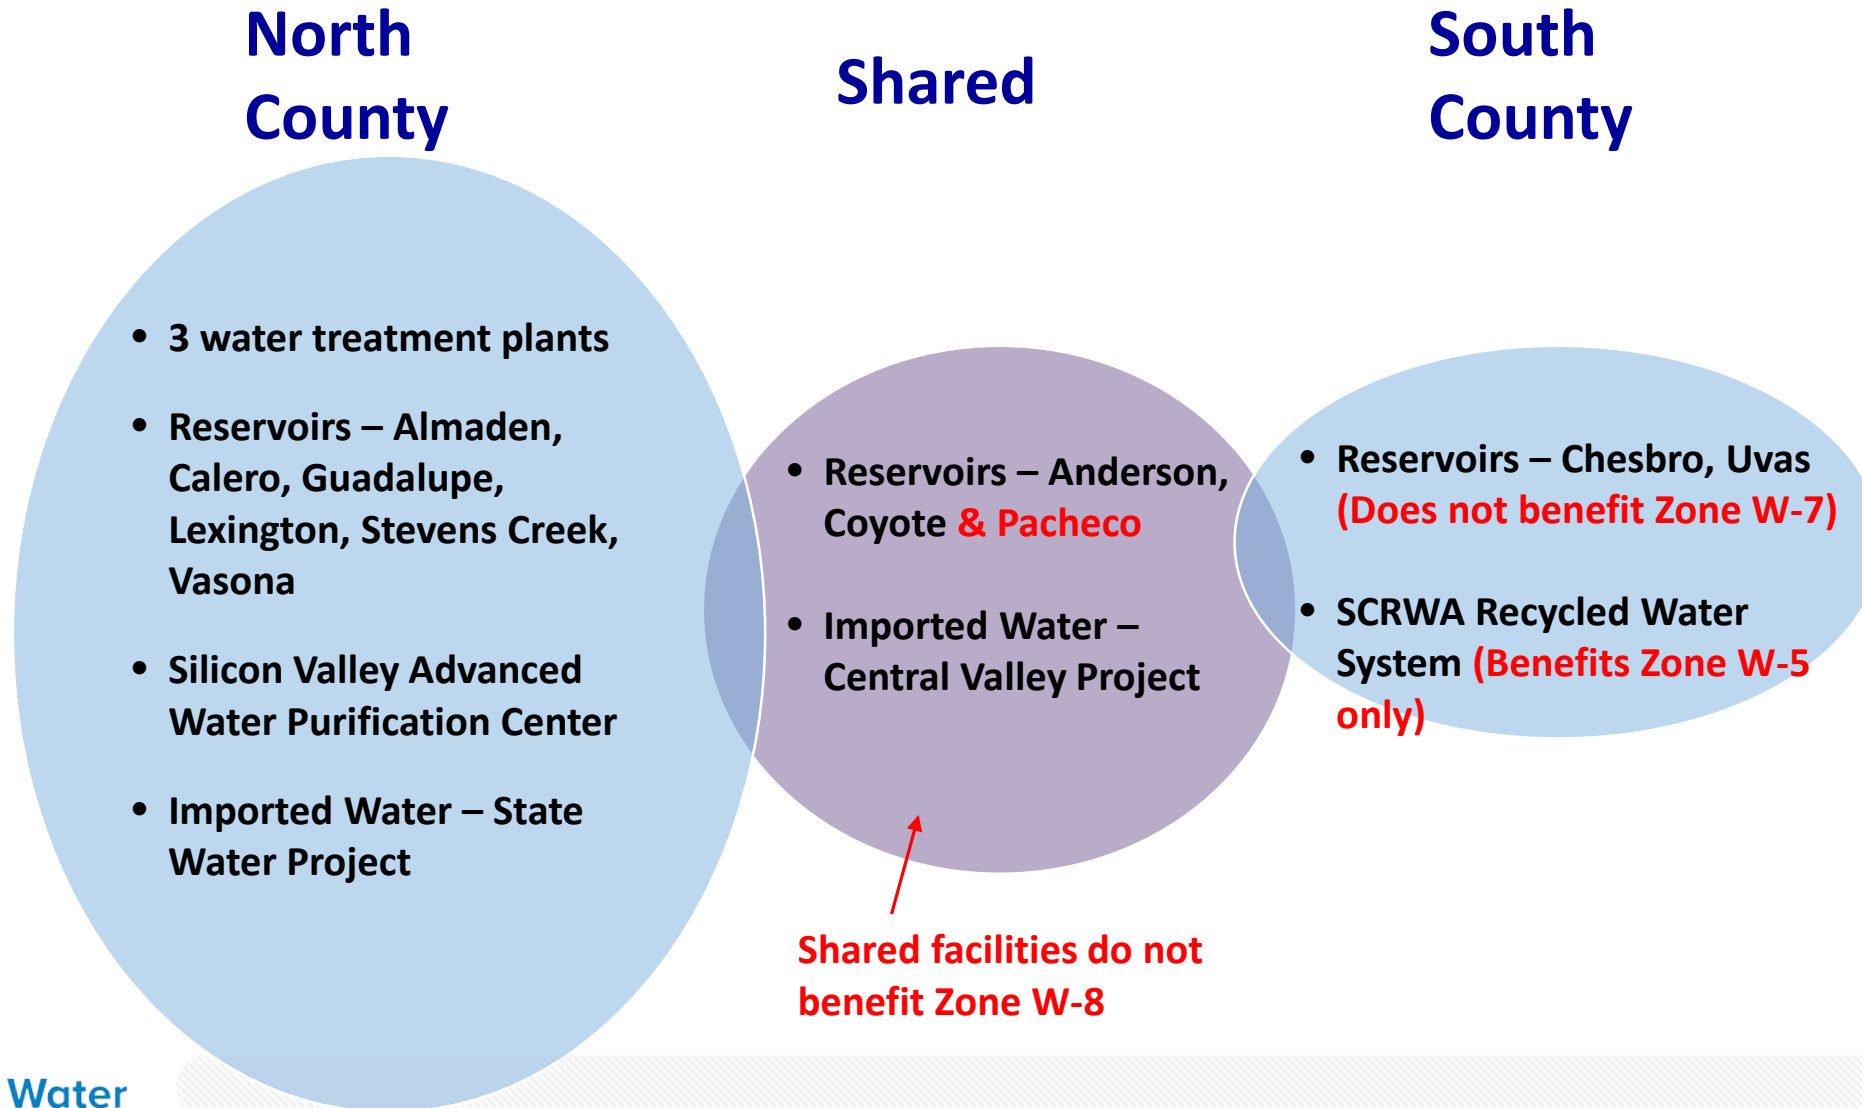 North
County
Shared
South
County
• 3 water treatment plants
• Reservoirs – Almaden,
Calero, Guadalupe,
Lexington, Stevens Creek,
Vasona
• Silicon Valley Advanced
Water Purification Center
• Imported Water – State
Water Project
• Reservoirs – Anderson,
Coyote & Pacheco
• Imported Water –
Central Valley Project
Shared facilities do not
benefit Zone W-8
• Reservoirs – Chesbro, Uvas
(Does not benefit Zone W-7)
• SCRWA Recycled Water
System (Benefits Zone W-5
only)
Water